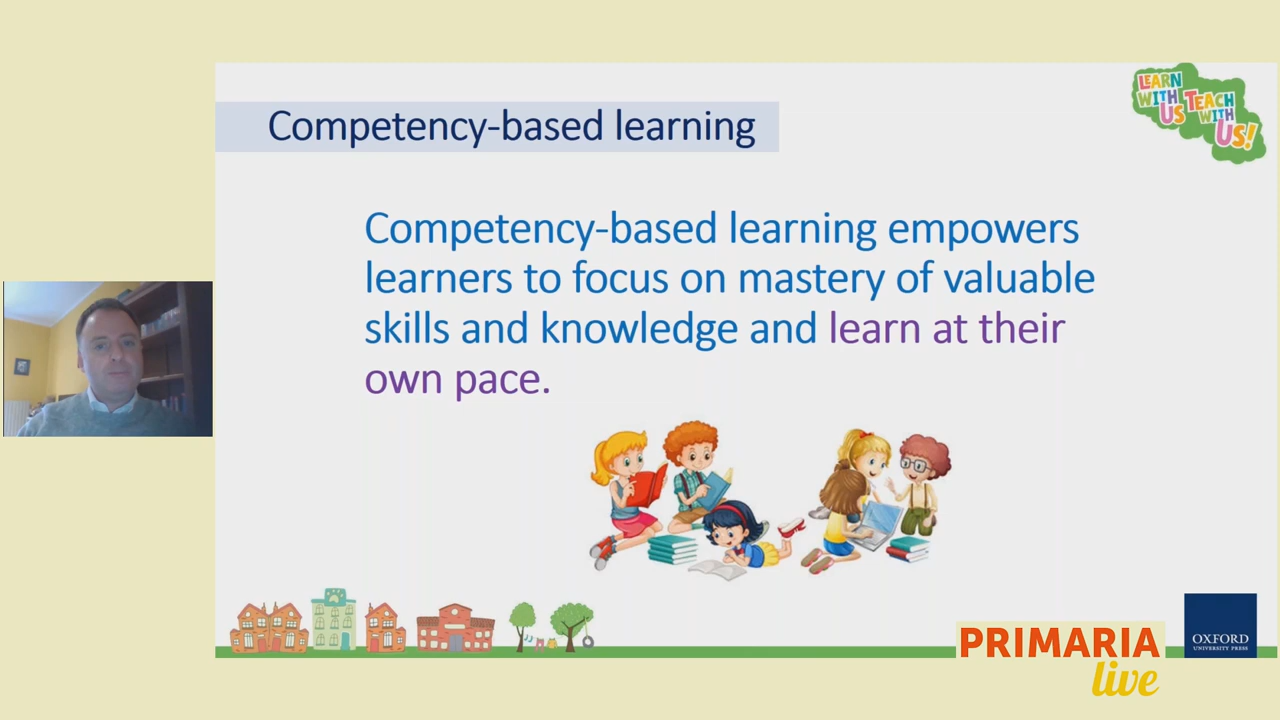 Competency-based learning
LEARN
WITH
US
TEACH
WITH
US!
Competency-based learning empowers
learners to focus on mastery of valuable
skills and knowledge and learn at their
own pace.
PRIMARIA
live
OXFORD
UNIVERSITY PRESS